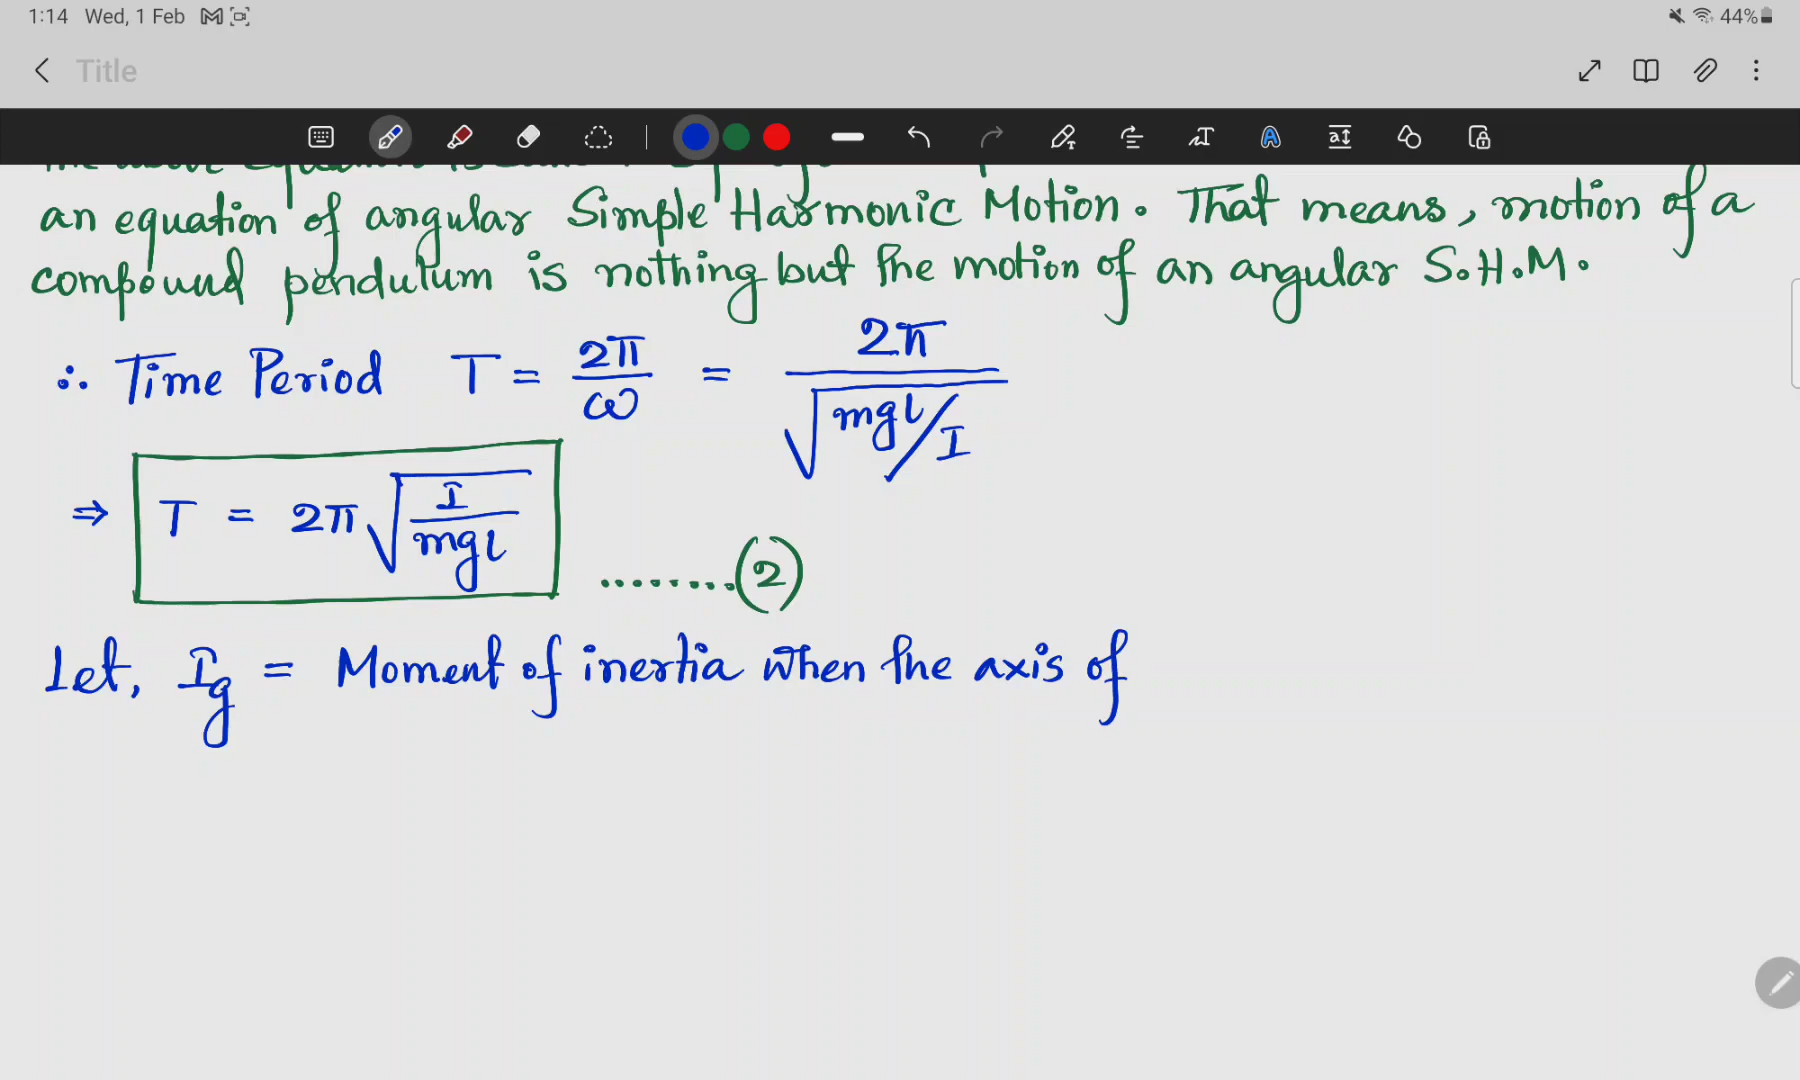 1:14 Wed, 1 Feb 44%
Title
an equation of angular Simple Harmonic Motion. That means, motion of a
compound pendulum is nothing but the motion of an angular S.H.M.
∴ Time Period T = 2π/ω = 2π/√(mgl/I)
⇒ T = 2π√(I/mgl) ........(2)
Let, Ig = Moment of inertia when the axis of